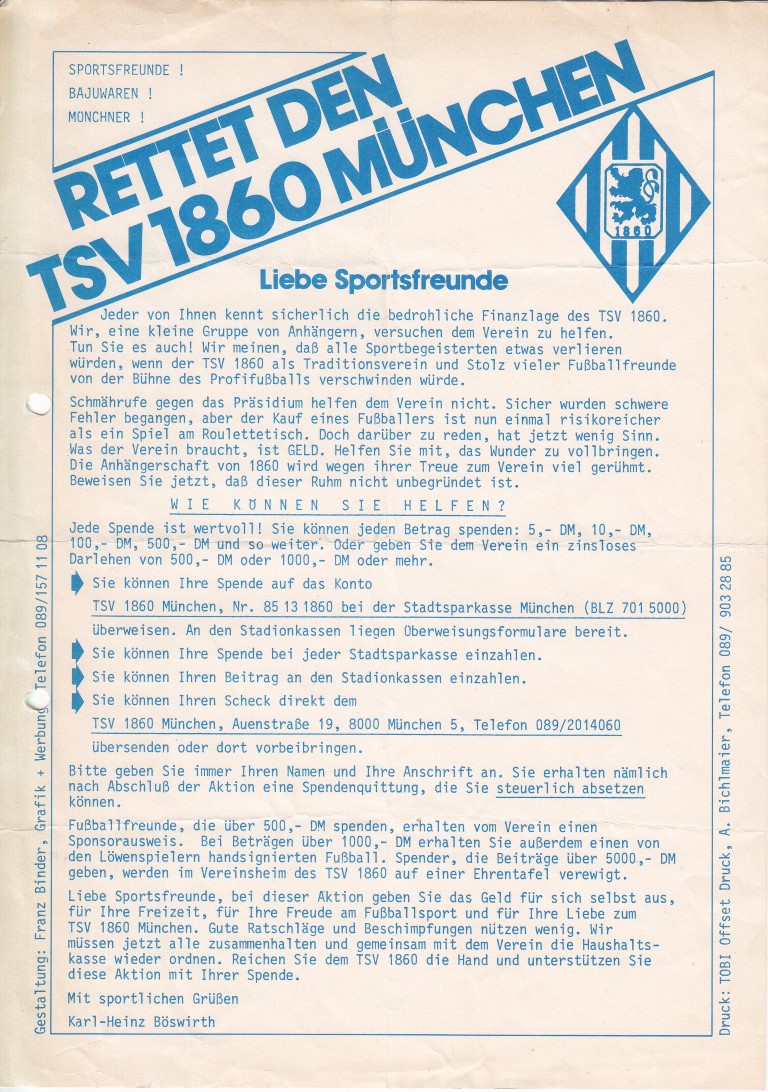 SPORTSFREUNDE !
BAJUWAREN !
MÜNCHNER !
RETTET DEN
TSV 1860 MÜNCHEN
1860
Liebe Sportsfreunde
Jeder von Ihnen kennt sicherlich die bedrohliche Finanzlage des TSV 1860.
Wir, eine kleine Gruppe von Anhängern, versuchen dem Verein zu helfen.
Tun Sie es auch! Wir meinen, daß alle Sportbegeisterten etwas verlieren
würden, wenn der TSV 1860 als Traditionsverein und Stolz vieler Fußballfreunde
von der Bühne des Profifußballs verschwinden würde.
Schmährufe gegen das Präsidium helfen dem Verein nicht. Sicher wurden schwere
Fehler begangen, aber der Kauf eines Fußballers ist nun einmal risikoreicher
als ein Spiel am Roulettetisch. Doch darüber zu reden, hat jetzt wenig Sinn.
Was der Verein braucht, ist GELD. Helfen Sie mit, das Wunder zu vollbringen.
Die Anhängerschaft von 1860 wird wegen ihrer Treue zum Verein viel gerühmt.
Beweisen Sie jetzt, daß dieser Ruhm nicht unbegründet ist.
WIE KÖNNEN SIE HELFEN?
Jede Spende ist wertvoll! Sie können jeden Betrag spenden: 5,- DM, 10,- DM,
100,- DM, 500,- DM und so weiter. Oder geben Sie dem Verein ein zinsloses
Darlehen von 500,- DM oder 1000,- DM oder mehr.
Sie können Ihre Spende auf das Konto
TSV 1860 München, Nr. 85 13 1860 bei der Stadtsparkasse München (BLZ 701 5000)
überweisen. An den Stadionkassen liegen Überweisungsformulare bereit.
Sie können Ihre Spende bei jeder Stadtsparkasse einzahlen.
Sie können Ihren Beitrag an den Stadionkassen einzahlen.
Sie können Ihren Scheck direkt dem
TSV 1860 München, Auenstraße 19, 8000 München 5, Telefon 089/2014060
übersenden oder dort vorbeibringen.
Bitte geben Sie immer Ihren Namen und Ihre Anschrift an. Sie erhalten nämlich
nach Abschluß der Aktion eine Spendenquittung, die Sie steuerlich absetzen
können.
Fußballfreunde, die über 500,- DM spenden, erhalten vom Verein einen
Sponsorausweis. Bei Beträgen über 1000,- DM erhalten Sie außerdem einen von
den Löwenspielern handsignierten Fußball. Spender, die Beiträge über 5000,- DM
geben, werden im Vereinsheim des TSV 1860 auf einer Ehrentafel verewigt.
Liebe Sportsfreunde, bei dieser Aktion geben Sie das Geld für sich selbst aus,
für Ihre Freizeit, für Ihre Freude am Fußballsport und für Ihre Liebe zum
TSV 1860 München. Gute Ratschläge und Beschimpfungen nützen wenig. Wir
müssen jetzt alle zusammenhalten und gemeinsam mit dem Verein die Haushalts-
kasse wieder ordnen. Reichen Sie dem TSV 1860 die Hand und unterstützen Sie
diese Aktion mit Ihrer Spende.
Mit sportlichen Grüßen
Karl-Heinz Böswirth
Gestaltung: Franz Binder, Grafik + Werbung Telefon 089/157 11 08
Druck: TOBI Offset Druck, A. Bichlmaier, Telefon 089/ 903 28 85